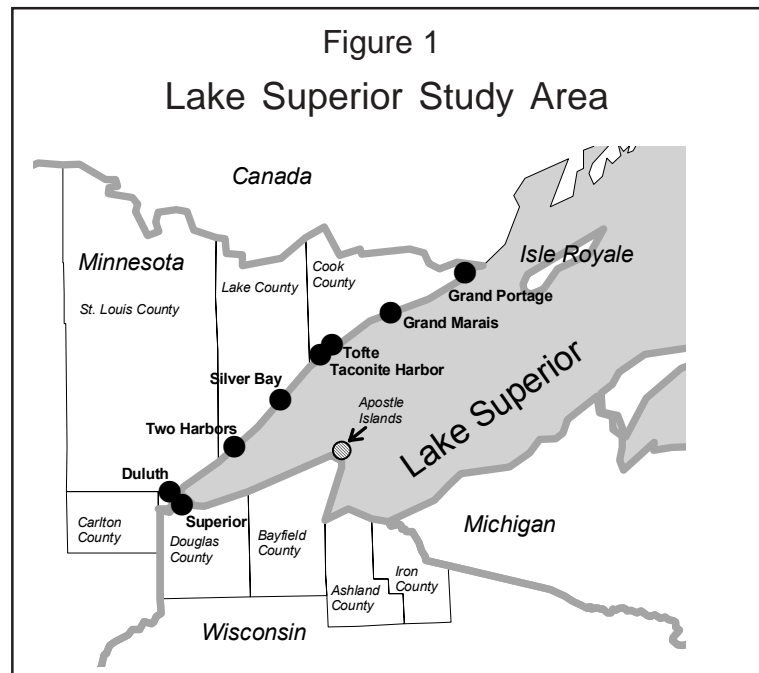 Figure 1
Lake Superior Study Area
Canada
Minnesota
St. Louis County
Lake County
Cook
County
Isle Royale
Grand Portage
Grand Marais
Tofte
Taconite Harbor
Silver Bay
Apostle
Islands
Lake Superior
Two Harbors
Duluth
Superior
Carlton
County
Douglas
County
Bayfield
County
Ashland
County
Iron
County
Michigan
Wisconsin